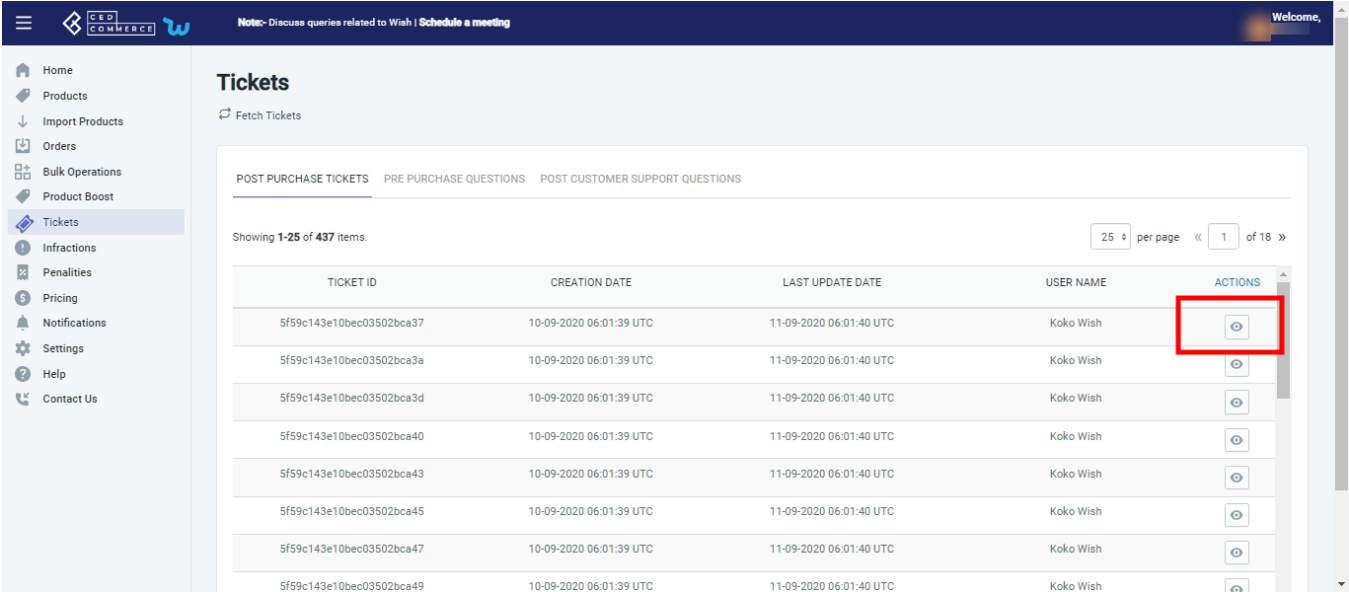 CED COMMERCE
Note:- Discuss queries related to Wish | Schedule a meeting
Welcome,
Home
Products
Import Products
Orders
Bulk Operations
Product Boost
Tickets
Infractions
Penalities
Pricing
Notifications
Settings
Help
Contact Us
Tickets
Fetch Tickets
POST PURCHASE TICKETS PRE PURCHASE QUESTIONS POST CUSTOMER SUPPORT QUESTIONS
Showing 1-25 of 437 items.
25 per page « 1 of 18 »
TICKET ID CREATION DATE LAST UPDATE DATE USER NAME ACTIONS
5f59c143e10bec03502bca37 10-09-2020 06:01:39 UTC 11-09-2020 06:01:40 UTC Koko Wish
5f59c143e10bec03502bca3a 10-09-2020 06:01:39 UTC 11-09-2020 06:01:40 UTC Koko Wish
5f59c143e10bec03502bca3d 10-09-2020 06:01:39 UTC 11-09-2020 06:01:40 UTC Koko Wish
5f59c143e10bec03502bca40 10-09-2020 06:01:39 UTC 11-09-2020 06:01:40 UTC Koko Wish
5f59c143e10bec03502bca43 10-09-2020 06:01:39 UTC 11-09-2020 06:01:40 UTC Koko Wish
5f59c143e10bec03502bca45 10-09-2020 06:01:39 UTC 11-09-2020 06:01:40 UTC Koko Wish
5f59c143e10bec03502bca47 10-09-2020 06:01:39 UTC 11-09-2020 06:01:40 UTC Koko Wish
5f59c143e10bec03502bca49 10-09-2020 06:01:39 UTC 11-09-2020 06:01:40 UTC Koko Wish